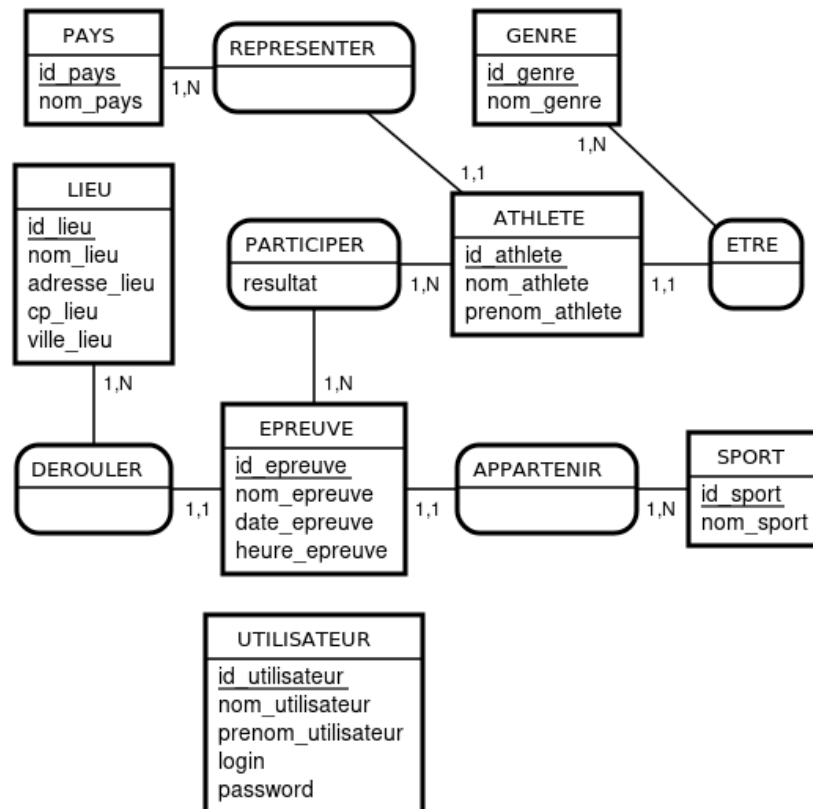 PAYS
id_pays
nom_pays
1,N
REPRESENTER
GENRE
id_genre
nom_genre
1,N
1,1
LIEU
id_lieu
nom_lieu
adresse_lieu
cp_lieu
ville_lieu
1,N
PARTICIPER
resultat
1,N
1,N
ATHLETE
id_athlete
nom_athlete
prenom_athlete
1,1
ETRE
DEROULER
1,1
EPREUVE
id_epreuve
nom_epreuve
date_epreuve
heure_epreuve
1,1
APPARTENIR
1,N
SPORT
id_sport
nom_sport
UTILISATEUR
id_utilisateur
nom_utilisateur
prenom_utilisateur
login
password